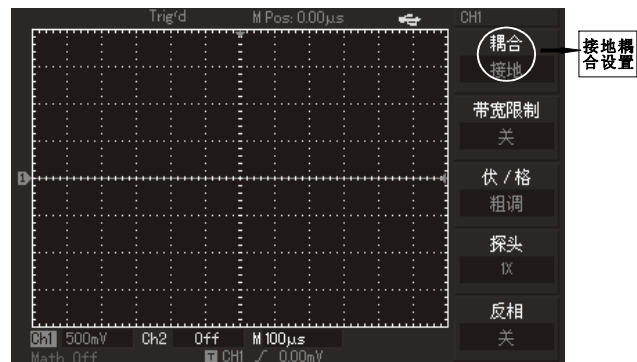 Trig'd M Pos: 0.00μs CH1
耦合
接地
接地耦
合设置
带宽限制
关
伏／格
粗调
1
探头
1X
反相
关
Ch1 500mV Ch2 Off M 100μs
Math Off T CH1 0.00mV